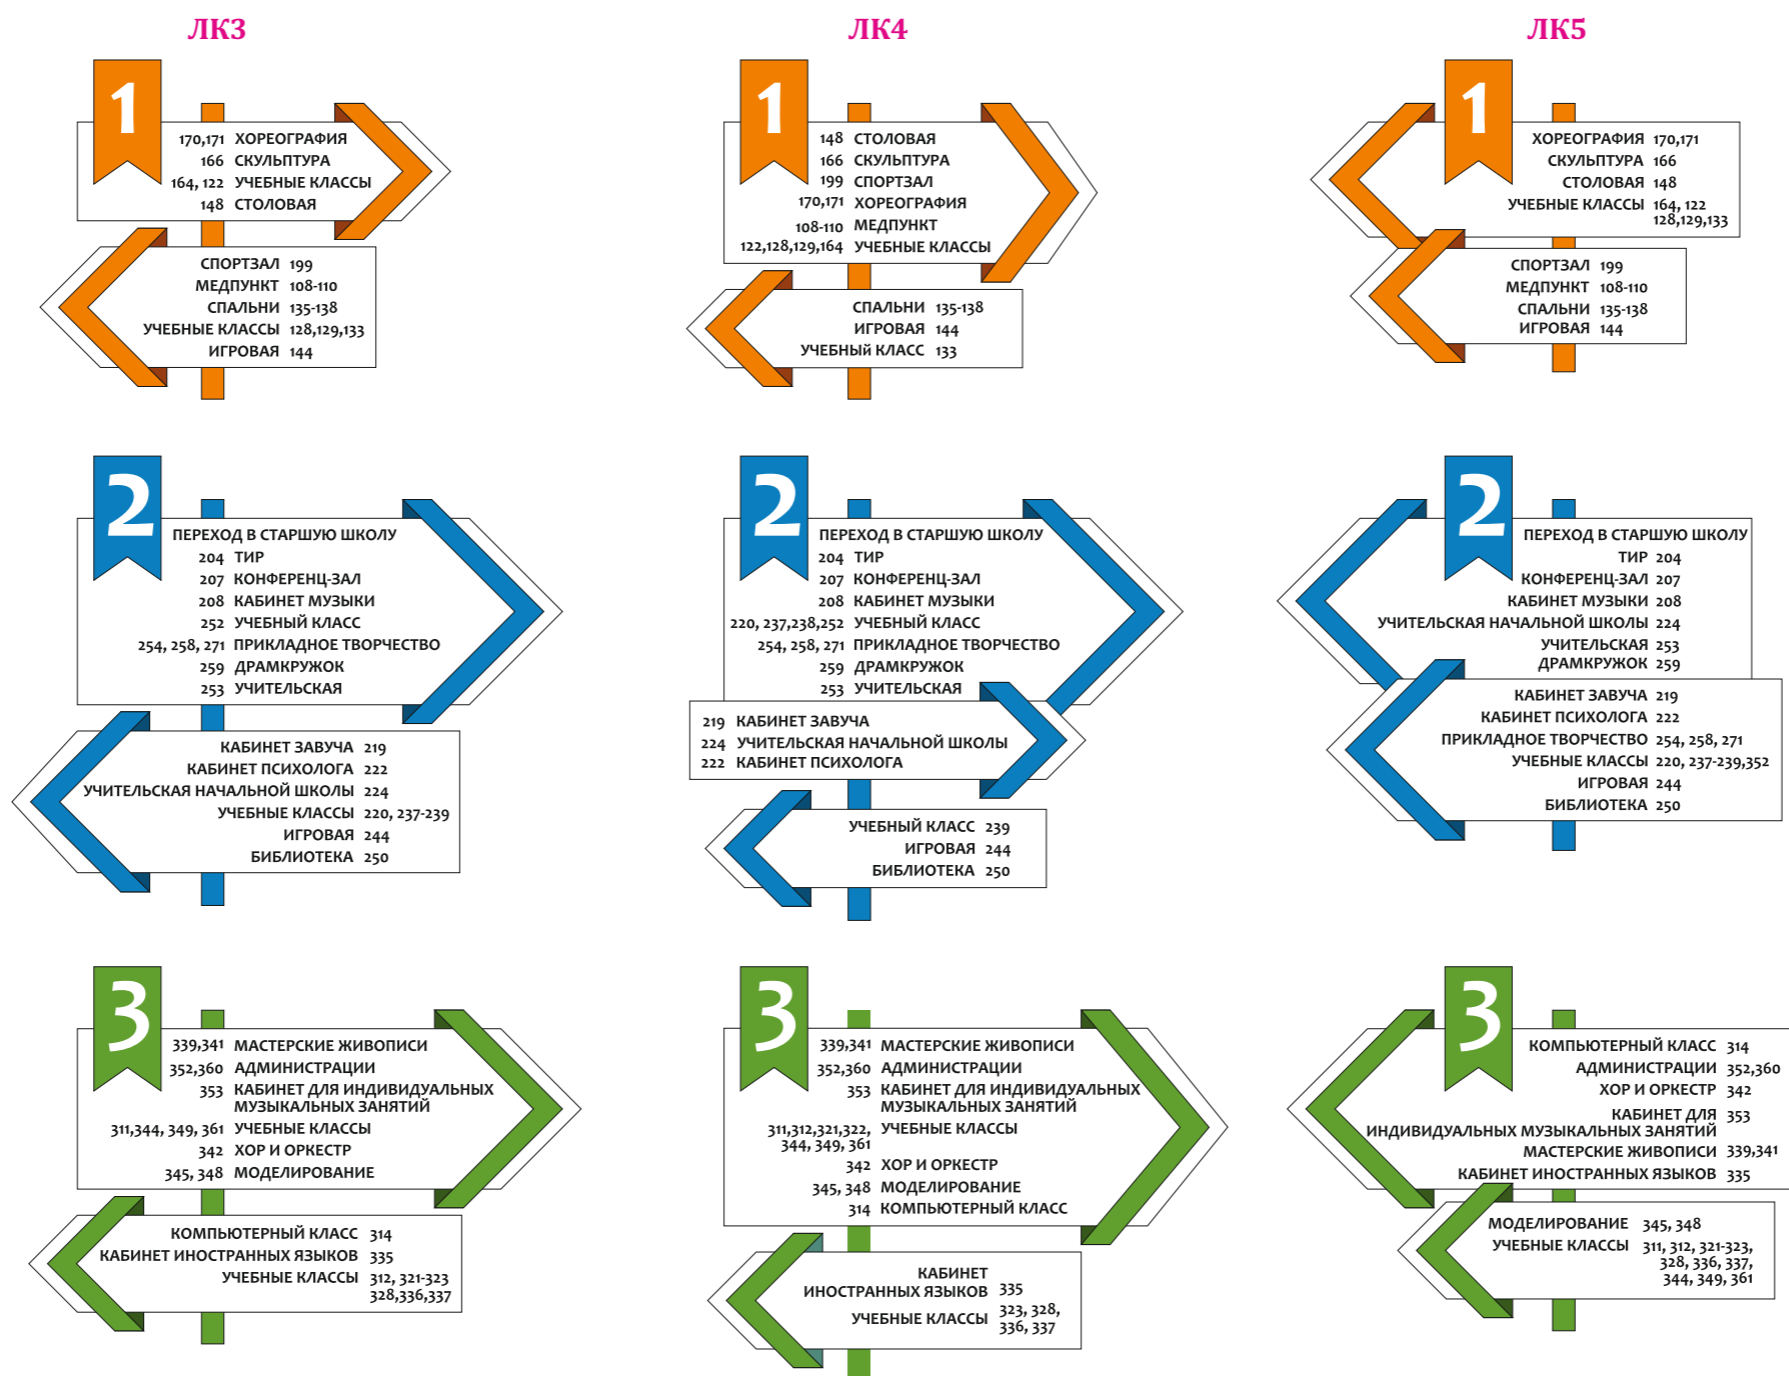 ЛК3
1
170,171 ХОРЕОГРАФИЯ
166 СКУЛЬПТУРА
164, 122 УЧЕБНЫЕ КЛАССЫ
148 СТОЛОВАЯ
СПОРТЗАЛ 199
МЕДПУНКТ 108-110
СПАЛЬНИ 135-138
УЧЕБНЫЕ КЛАССЫ 128,129,133
ИГРОВАЯ 144
2
ПЕРЕХОД В СТАРШУЮ ШКОЛУ
204 ТИР
207 КОНФЕРЕНЦ-ЗАЛ
208 КАБИНЕТ МУЗЫКИ
252 УЧЕБНЫЙ КЛАСС
254, 258, 271 ПРИКЛАДНОЕ ТВОРЧЕСТВО
259 ДРАМКРУЖОК
253 УЧИТЕЛЬСКАЯ
КАБИНЕТ ЗАВУЧА 219
КАБИНЕТ ПСИХОЛОГА 222
УЧИТЕЛЬСКАЯ НАЧАЛЬНОЙ ШКОЛЫ 224
УЧЕБНЫЕ КЛАССЫ 220, 237-239
ИГРОВАЯ 244
БИБЛИОТЕКА 250
3
339,341 МАСТЕРСКИЕ ЖИВОПИСИ
352,360 АДМИНИСТРАЦИИ
353 КАБИНЕТ ДЛЯ ИНДИВИДУАЛЬНЫХ
МУЗЫКАЛЬНЫХ ЗАНЯТИЙ
311,344, 349, 361 УЧЕБНЫЕ КЛАССЫ
342 ХОР И ОРКЕСТР
345, 348 МОДЕЛИРОВАНИЕ
КОМПЬЮТЕРНЫЙ КЛАСС 314
КАБИНЕТ ИНОСТРАННЫХ ЯЗЫКОВ 335
УЧЕБНЫЕ КЛАССЫ 312, 321-323
328,336,337
ЛК4
1
148 СТОЛОВАЯ
166 СКУЛЬПТУРА
199 СПОРТЗАЛ
170,171 ХОРЕОГРАФИЯ
108-110 МЕДПУНКТ
122,128,129,164 УЧЕБНЫЕ КЛАССЫ
СПАЛЬНИ 135-138
ИГРОВАЯ 144
УЧЕБНЫй КЛАСС 133
2
ПЕРЕХОД В СТАРШУЮ ШКОЛУ
204 ТИР
207 КОНФЕРЕНЦ-ЗАЛ
208 КАБИНЕТ МУЗЫКИ
220, 237,238,252 УЧЕБНЫЙ КЛАСС
254, 258, 271 ПРИКЛАДНОЕ ТВОРЧЕСТВО
259 ДРАМКРУЖОК
253 УЧИТЕЛЬСКАЯ
219 КАБИНЕТ ЗАВУЧА
224 УЧИТЕЛЬСКАЯ НАЧАЛЬНОЙ ШКОЛЫ
222 КАБИНЕТ ПСИХОЛОГА
УЧЕБНЫЙ КЛАСС 239
ИГРОВАЯ 244
БИБЛИОТЕКА 250
3
339,341 МАСТЕРСКИЕ ЖИВОПИСИ
352,360 АДМИНИСТРАЦИИ
353 КАБИНЕТ ДЛЯ ИНДИВИДУАЛЬНЫХ
МУЗЫКАЛЬНЫХ ЗАНЯТИЙ
311,312,321,322, УЧЕБНЫЕ КЛАССЫ
344, 349, 361
342 ХОР И ОРКЕСТР
345, 348 МОДЕЛИРОВАНИЕ
314 КОМПЬЮТЕРНЫЙ КЛАСС
КАБИНЕТ
ИНОСТРАННЫХ ЯЗЫКОВ 335
УЧЕБНЫЕ КЛАССЫ 323, 328,
336, 337
ЛК5
1
ХОРЕОГРАФИЯ 170,171
СКУЛЬПТУРА 166
СТОЛОВАЯ 148
УЧЕБНЫЕ КЛАССЫ 164, 122
128,129,133
СПОРТЗАЛ 199
МЕДПУНКТ 108-110
СПАЛЬНИ 135-138
ИГРОВАЯ 144
2
ПЕРЕХОД В СТАРШУЮ ШКОЛУ
ТИР 204
КОНФЕРЕНЦ-ЗАЛ 207
КАБИНЕТ МУЗЫКИ 208
УЧИТЕЛЬСКАЯ НАЧАЛЬНОЙ ШКОЛЫ 224
УЧИТЕЛЬСКАЯ 253
ДРАМКРУЖОК 259
КАБИНЕТ ЗАВУЧА 219
КАБИНЕТ ПСИХОЛОГА 222
ПРИКЛАДНОЕ ТВОРЧЕСТВО 254, 258, 271
УЧЕБНЫЕ КЛАССЫ 220, 237-239,352
ИГРОВАЯ 244
БИБЛИОТЕКА 250
3
КОМПЬЮТЕРНЫЙ КЛАСС 314
АДМИНИСТРАЦИИ 352,360
ХОР И ОРКЕСТР 342
КАБИНЕТ ДЛЯ 353
ИНДИВИДУАЛЬНЫХ МУЗЫКАЛЬНЫХ ЗАНЯТИЙ
МАСТЕРСКИЕ ЖИВОПИСИ 339,341
КАБИНЕТ ИНОСТРАННЫХ ЯЗЫКОВ 335
МОДЕЛИРОВАНИЕ 345, 348
УЧЕБНЫЕ КЛАССЫ 311, 312, 321-323,
328, 336, 337,
344, 349, 361